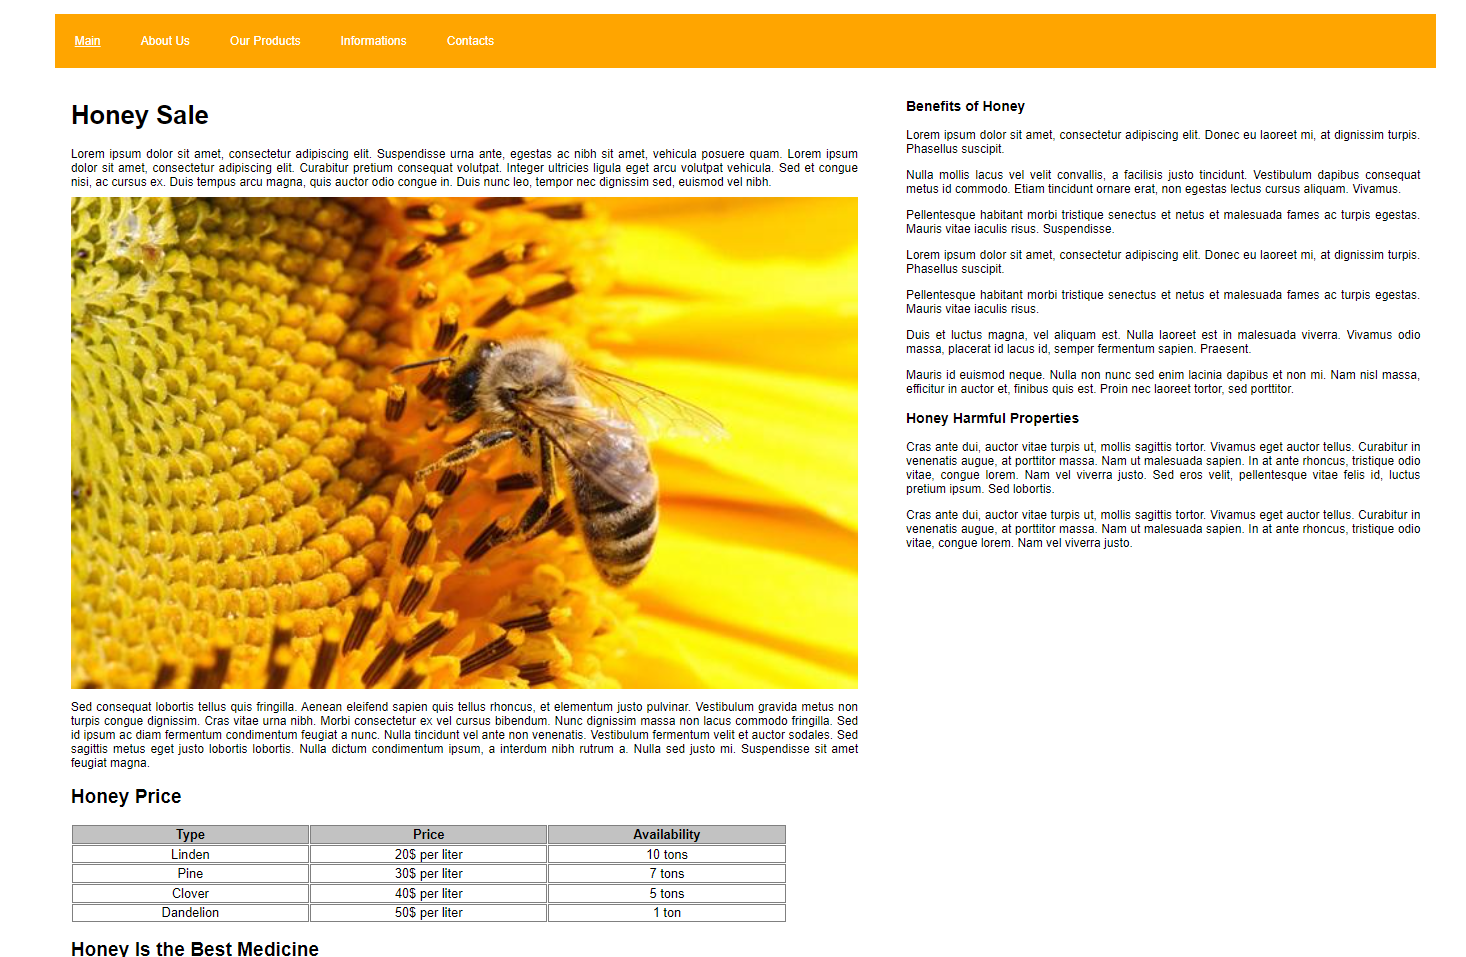 Main About Us Our Products Informations Contacts
Honey Sale
Lorem ipsum dolor sit amet, consectetur adipiscing elit. Suspendisse urna ante, egestas ac nibh sit amet, vehicula posuere quam. Lorem ipsum
dolor sit amet, consectetur adipiscing elit. Curabitur pretium consequat volutpat. Integer ultricies ligula eget arcu volutpat vehicula. Sed et congue
nisi, ac cursus ex. Duis tempus arcu magna, quis auctor odio congue in. Duis nunc leo, tempor nec dignissim sed, euismod vel nibh.
Sed consequat lobortis tellus quis fringilla. Aenean eleifend sapien quis tellus rhoncus, et elementum justo pulvinar. Vestibulum gravida metus non
turpis congue dignissim. Cras vitae urna nibh. Morbi consectetur ex vel cursus bibendum. Nunc dignissim massa non lacus commodo fringilla. Sed
id ipsum ac diam fermentum condimentum feugiat a nunc. Nulla tincidunt vel ante non venenatis. Vestibulum fermentum velit et auctor sodales. Sed
sagittis metus eget justo lobortis lobortis. Nulla dictum condimentum ipsum, a interdum nibh rutrum a. Nulla sed justo mi. Suspendisse sit amet
feugiat magna.
Honey Price
Type Price Availability
Linden 20$ per liter 10 tons
Pine 30$ per liter 7 tons
Clover 40$ per liter 5 tons
Dandelion 50$ per liter 1 ton
Honey Is the Best Medicine
Benefits of Honey
Lorem ipsum dolor sit amet, consectetur adipiscing elit. Donec eu laoreet mi, at dignissim turpis.
Phasellus suscipit.
Nulla mollis lacus vel velit convallis, a facilisis justo tincidunt. Vestibulum dapibus consequat
metus id commodo. Etiam tincidunt ornare erat, non egestas lectus cursus aliquam. Vivamus.
Pellentesque habitant morbi tristique senectus et netus et malesuada fames ac turpis egestas.
Mauris vitae iaculis risus. Suspendisse.
Lorem ipsum dolor sit amet, consectetur adipiscing elit. Donec eu laoreet mi, at dignissim turpis.
Phasellus suscipit.
Pellentesque habitant morbi tristique senectus et netus et malesuada fames ac turpis egestas.
Mauris vitae iaculis risus.
Duis et luctus magna, vel aliquam est. Nulla laoreet est in malesuada viverra. Vivamus odio
massa, placerat id lacus id, semper fermentum sapien. Praesent.
Mauris id euismod neque. Nulla non nunc sed enim lacinia dapibus et non mi. Nam nisl massa,
efficitur in auctor et, finibus quis est. Proin nec laoreet tortor, sed porttitor.
Honey Harmful Properties
Cras ante dui, auctor vitae turpis ut, mollis sagittis tortor. Vivamus eget auctor tellus. Curabitur in
venenatis augue, at porttitor massa. Nam ut malesuada sapien. In at ante rhoncus, tristique odio
vitae, congue lorem. Nam vel viverra justo. Sed eros velit, pellentesque vitae felis id, luctus
pretium ipsum. Sed lobortis.
Cras ante dui, auctor vitae turpis ut, mollis sagittis tortor. Vivamus eget auctor tellus. Curabitur in
venenatis augue, at porttitor massa. Nam ut malesuada sapien. In at ante rhoncus, tristique odio
vitae, congue lorem. Nam vel viverra justo.